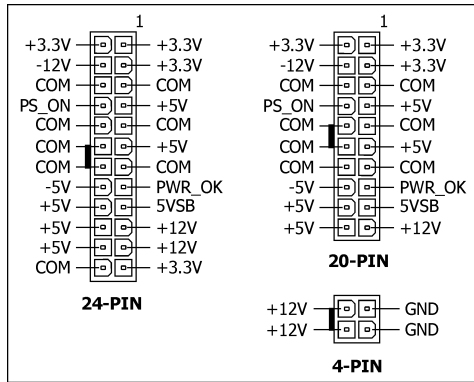 1
+3.3V +3.3V
-12V +3.3V
COM COM
PS_ON +5V
COM COM
COM +5V
COM COM
-5V PWR_OK
+5V 5VSB
+5V +12V
+5V +12V
COM +3.3V
24-PIN
1
+3.3V +3.3V
-12V +3.3V
COM COM
PS_ON +5V
COM COM
COM +5V
COM COM
-5V PWR_OK
+5V 5VSB
+5V +12V
20-PIN
+12V GND
+12V GND
4-PIN